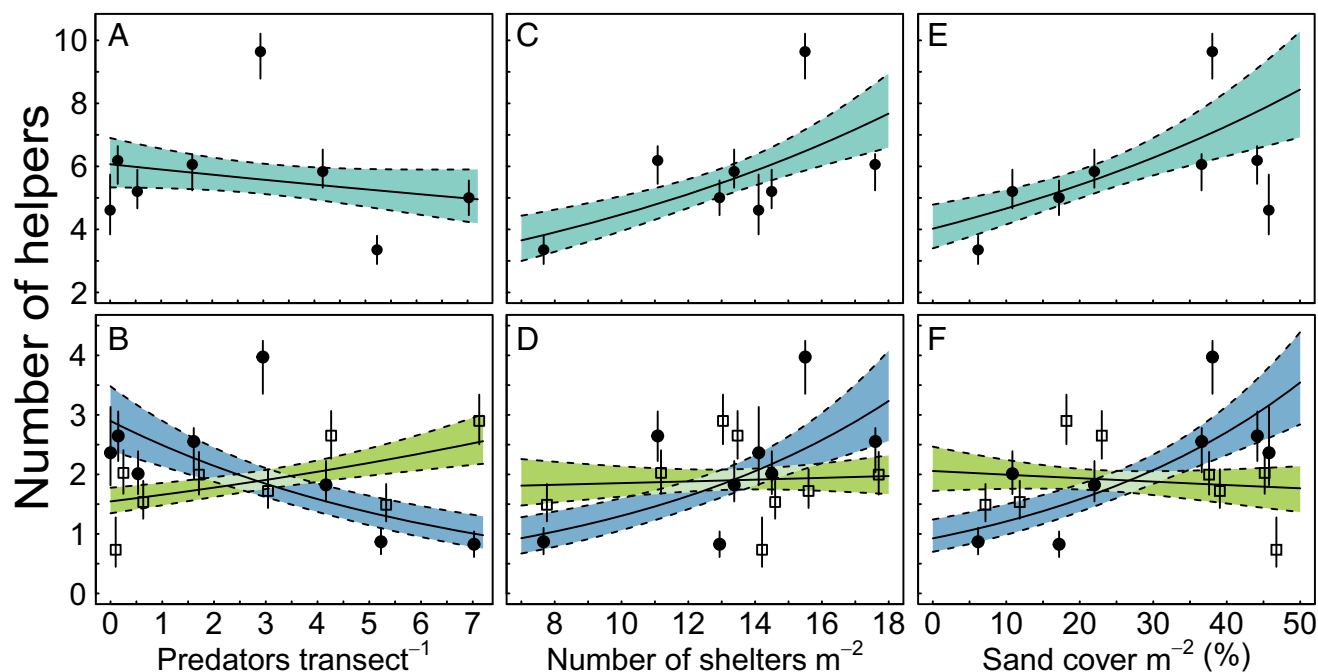 Number of helpers
A
C
E
10
8
6
4
2
B
D
F
4
3
2
1
0
0 1 2 3 4 5 6 7
8 10 12 14 16 18
0 10 20 30 40 50
Predators transect⁻¹
Number of shelters m⁻²
Sand cover m⁻² (%)